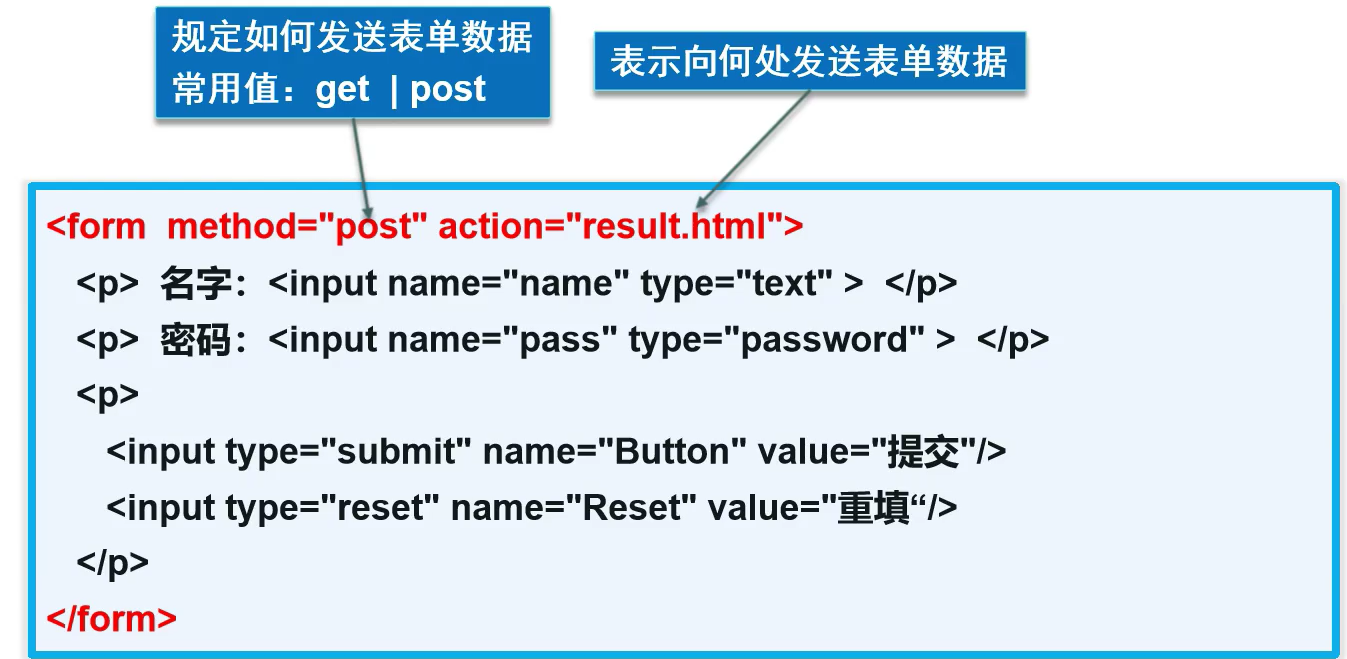 规定如何发送表单数据
常用值：get | post
表示向何处发送表单数据
<form method="post" action="result.html">
<p> 名字：<input name="name" type="text" > </p>
<p> 密码：<input name="pass" type="password" > </p>
<p>
<input type="submit" name="Button" value="提交"/>
<input type="reset" name="Reset" value="重填“/>
</p>
</form>